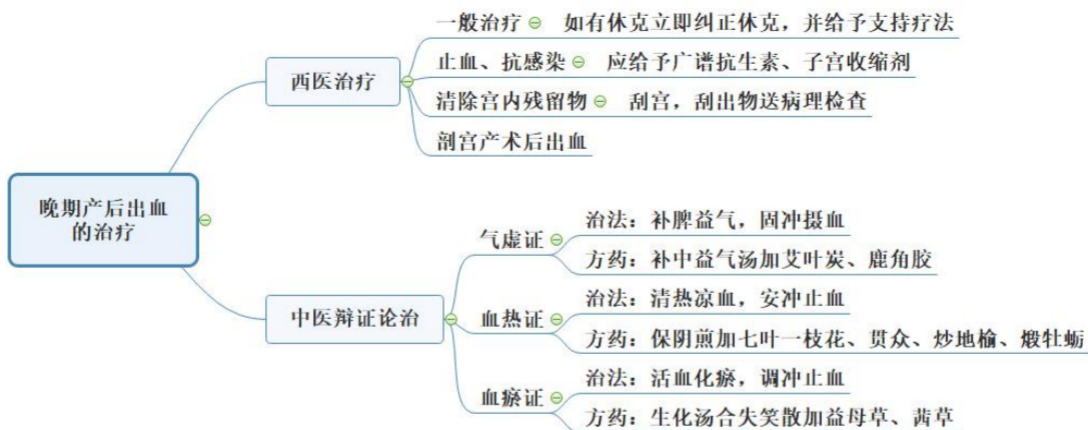 晚期产后出血
的治疗
西医治疗
一般治疗
如有休克立即纠正休克，并给予支持疗法
止血、抗感染
应给予广谱抗生素、子宫收缩剂
清除宫内残留物
刮宫，刮出物送病理检查
剖宫产术后出血
中医辩证论治
气虚证
治法：补脾益气，固冲摄血
方药：补中益气汤加艾叶炭、鹿角胶
血热证
治法：清热凉血，安冲止血
方药：保阴煎加七叶一枝花、贯众、炒地榆、煅牡蛎
血瘀证
治法：活血化瘀，调冲止血
方药：生化汤合失笑散加益母草、茜草